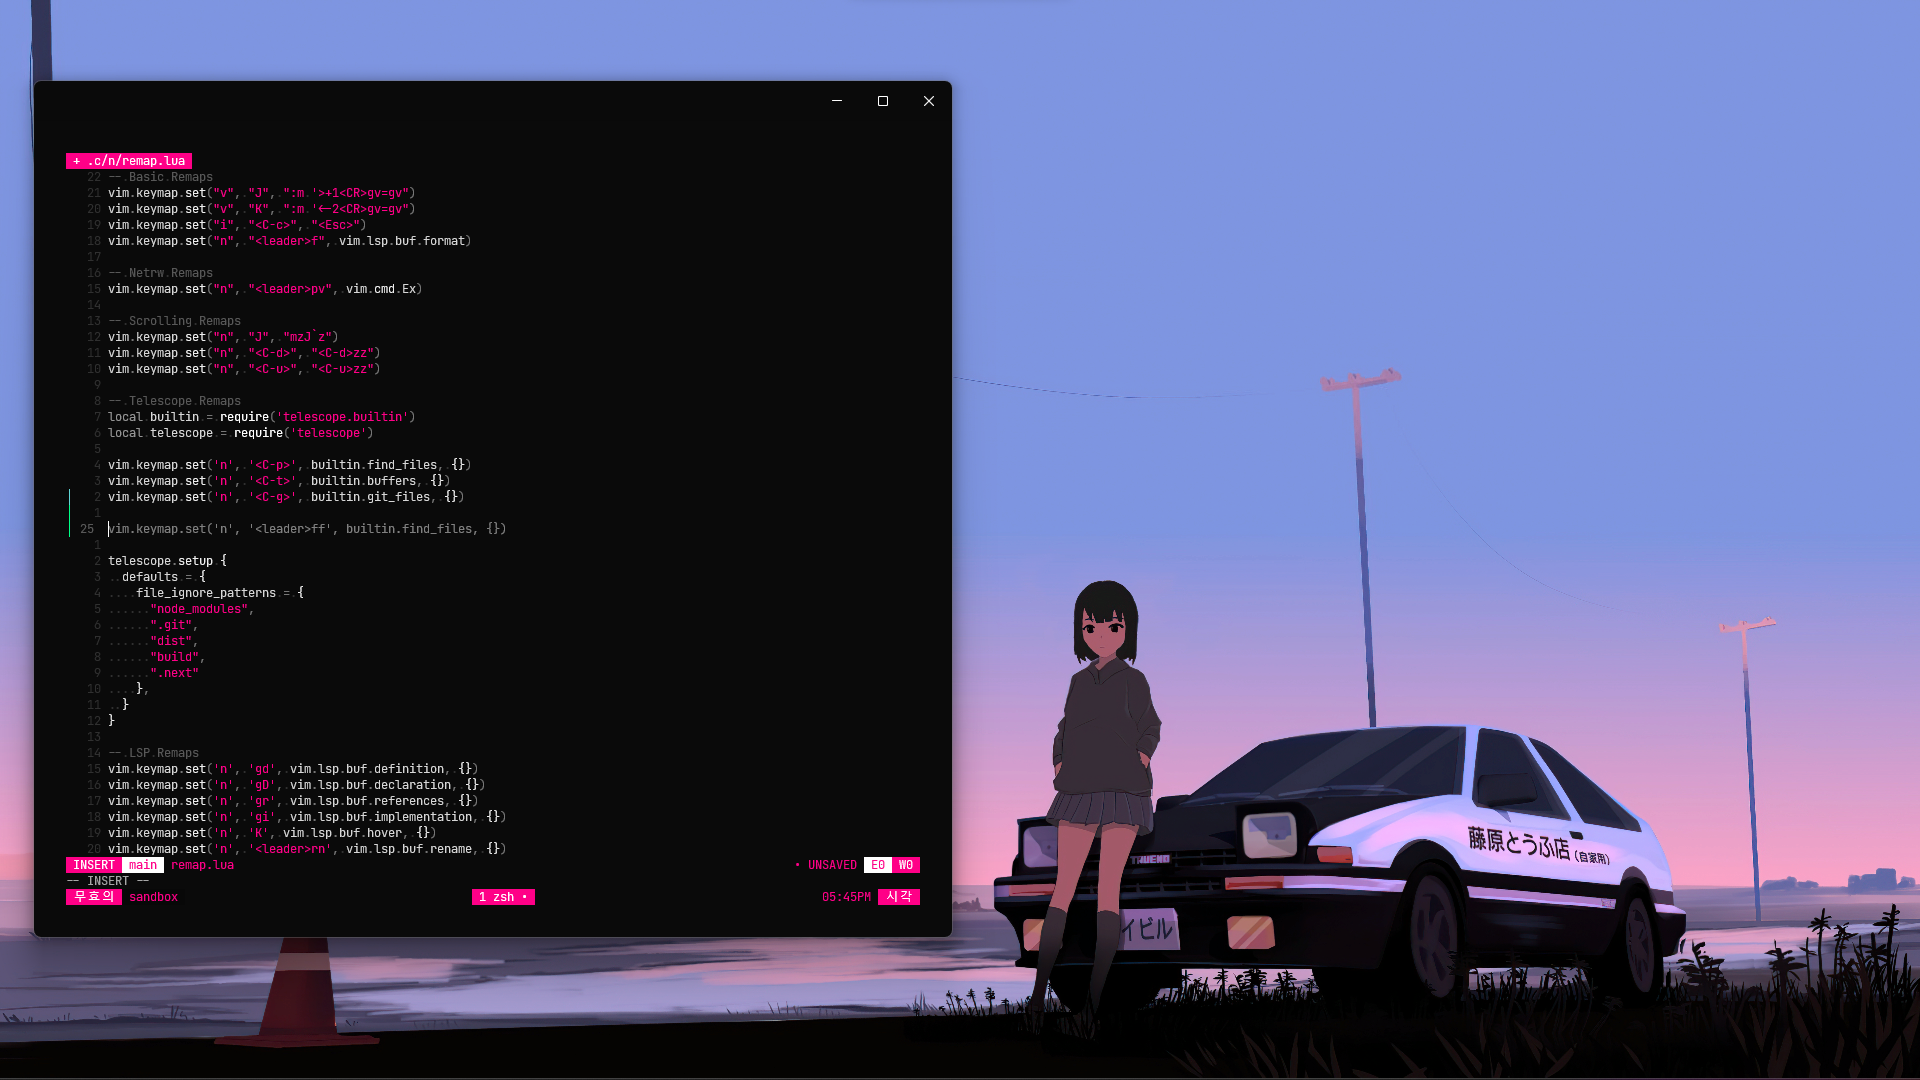 + .c/n/remap.lua
22 --.Basic.Remaps
21 vim.keymap.set("v",."J",.":m.'>+1<CR>gv=gv")
20 vim.keymap.set("v",."K",.":m.'<-2<CR>gv=gv")
19 vim.keymap.set("i",."<C-c>",."<Esc>")
18 vim.keymap.set("n",."<leader>f",.vim.lsp.buf.format)
17
16 --.Netrw.Remaps
15 vim.keymap.set("n",."<leader>pv",.vim.cmd.Ex)
14
13 --.Scrolling.Remaps
12 vim.keymap.set("n",."J",."mzJ`z")
11 vim.keymap.set("n",."<C-d>",."<C-d>zz")
10 vim.keymap.set("n",."<C-u>",."<C-u>zz")
9
8 --.Telescope.Remaps
7 local.builtin.=.require('telescope.builtin')
6 local.telescope.=.require('telescope')
5
4 vim.keymap.set('n',.'<C-p>',.builtin.find_files,.{})
3 vim.keymap.set('n',.'<C-t>',.builtin.buffers,.{})
2 vim.keymap.set('n',.'<C-g>',.builtin.git_files,.{})
1
25 vim.keymap.set('n', '<leader>ff', builtin.find_files, {})
1
2 telescope.setup.{
3 ..defaults.=.{
4 ....file_ignore_patterns.=.{
5 ......"node_modules",
6 ......".git",
7 ......"dist",
8 ......"build",
9 ......".next"
10 ....},
11 ..}
12 }
13
14 --.LSP.Remaps
15 vim.keymap.set('n',.'gd',.vim.lsp.buf.definition,.{})
16 vim.keymap.set('n',.'gD',.vim.lsp.buf.declaration,.{})
17 vim.keymap.set('n',.'gr',.vim.lsp.buf.references,.{})
18 vim.keymap.set('n',.'gi',.vim.lsp.buf.implementation,.{})
19 vim.keymap.set('n',.'K',.vim.lsp.buf.hover,.{})
20 vim.keymap.set('n',.'<leader>rn',.vim.lsp.buf.rename,.{})
INSERT main remap.lua • UNSAVED E0 W0
-- INSERT --
무효의 sandbox 1 zsh • 05:45PM 시각
藤原とうふ店 (自家用)
TRUENO
イビル